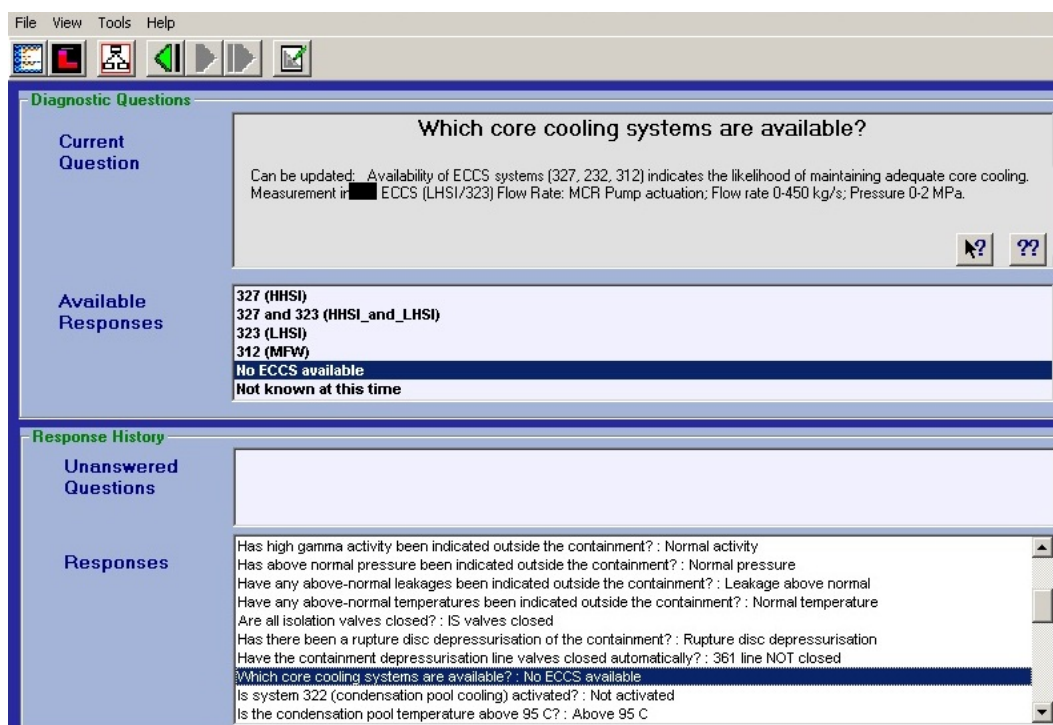 File View Tools Help
Diagnostic Questions
Current
Question
Which core cooling systems are available?
Can be updated: Availability of ECCS systems (327, 232, 312) indicates the likelihood of maintaining adequate core cooling.
Measurement in ECCS (LHSI/323) Flow Rate: MCR Pump actuation; Flow rate 0-450 kg/s; Pressure 0-2 MPa.
? ??
Available
Responses
327 (HHSI)
327 and 323 (HHSI_and_LHSI)
323 (LHSI)
312 (MFW)
No ECCS available
Not known at this time
Response History
Unanswered
Questions
Responses
Has high gamma activity been indicated outside the containment? : Normal activity
Has above normal pressure been indicated outside the containment? : Normal pressure
Have any above-normal leakages been indicated outside the containment? : Leakage above normal
Have any above-normal temperatures been indicated outside the containment? : Normal temperature
Are all isolation valves closed? : IS valves closed
Has there been a rupture disc depressurisation of the containment? : Rupture disc depressurisation
Have the containment depressurisation line valves closed automatically? : 361 line NOT closed
Which core cooling systems are available? : No ECCS available
Is system 322 (condensation pool cooling) activated? : Not activated
Is the condensation pool temperature above 95 C? : Above 95 C